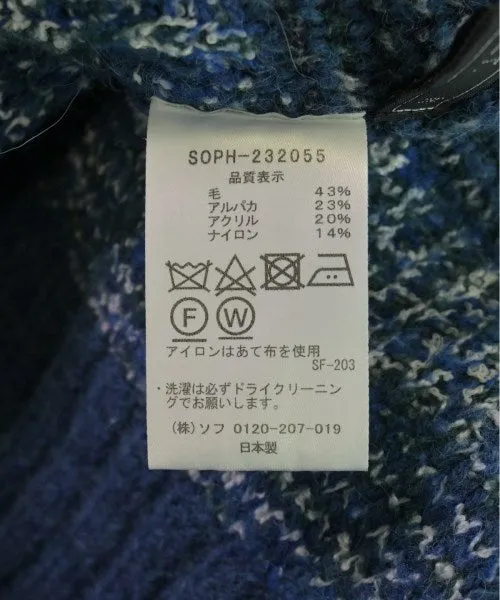 SOPH-232055
品質表示
毛 43%
アルパカ 23%
アクリル 20%
ナイロン 14%
F W
アイロンはあて布を使用
SF-203
・洗濯は必ずドライクリーニン
グでお願いします。
(株)ソフ 0120-207-019
日本製